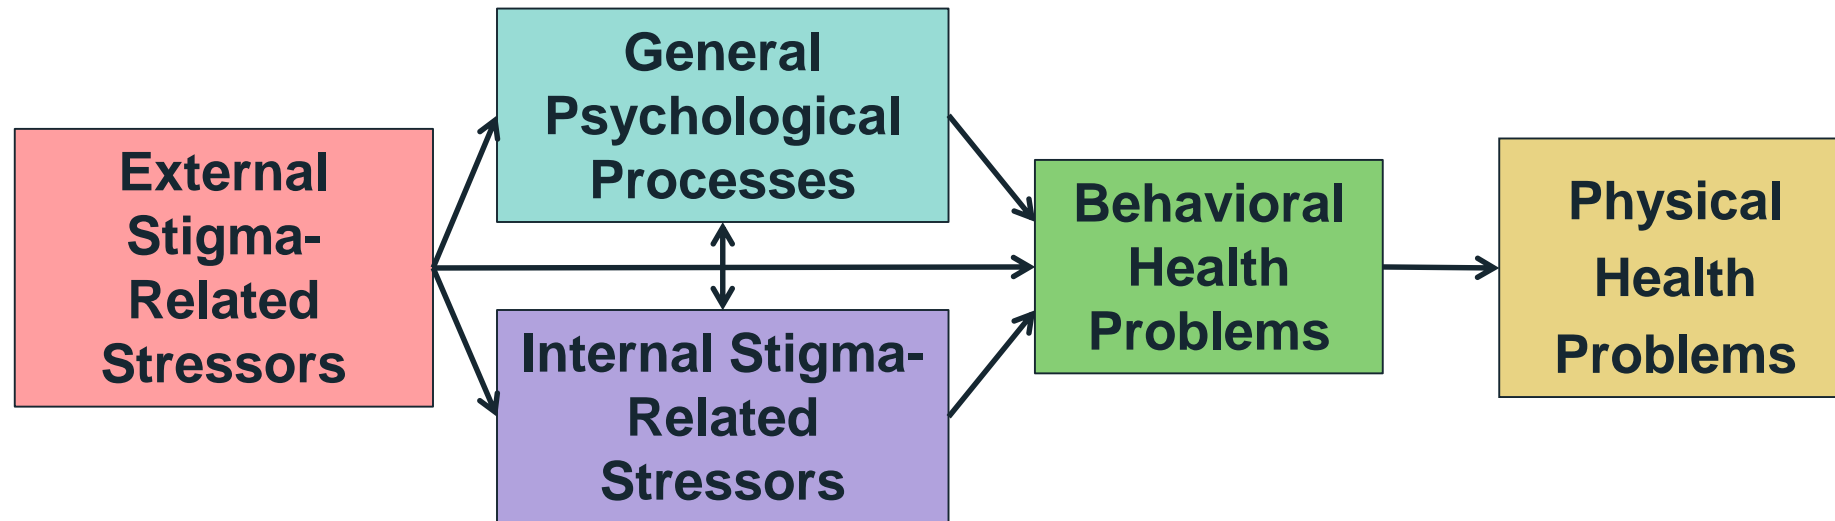 External
Stigma-
Related
Stressors
General
Psychological
Processes
Internal Stigma-
Related
Stressors
Behavioral
Health
Problems
Physical
Health
Problems